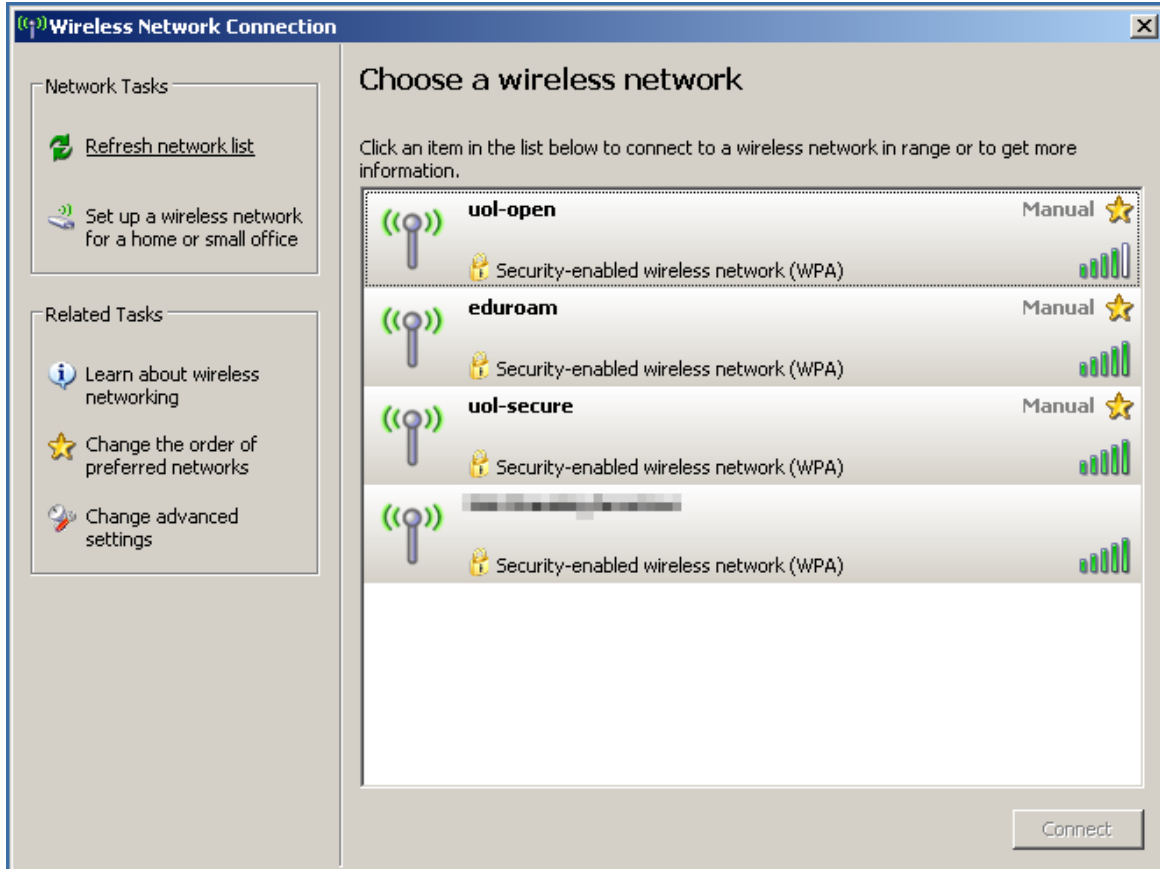 Wireless Network Connection
Network Tasks
Refresh network list
Set up a wireless network
for a home or small office
Related Tasks
Learn about wireless
networking
Change the order of
preferred networks
Change advanced
settings
Choose a wireless network
Click an item in the list below to connect to a wireless network in range or to get more
information.
uol-open Manual
Security-enabled wireless network (WPA)
eduroam Manual
Security-enabled wireless network (WPA)
uol-secure Manual
Security-enabled wireless network (WPA)
Security-enabled wireless network (WPA)
Connect